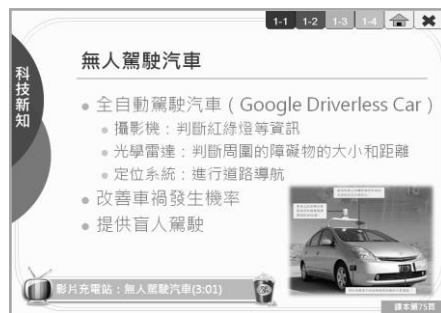 1-1 1-2 1-3 1-4
科技新知
無人駕駛汽車
全自動駕駛汽車（Google Driverless Car）
攝影機：判斷紅綠燈等資訊
光學雷達：判斷周圍的障礙物的大小和距離
定位系統：進行道路導航
改善車禍發生機率
提供盲人駕駛
影片充電站：無人駕駛汽車(3:01)
課本第75頁